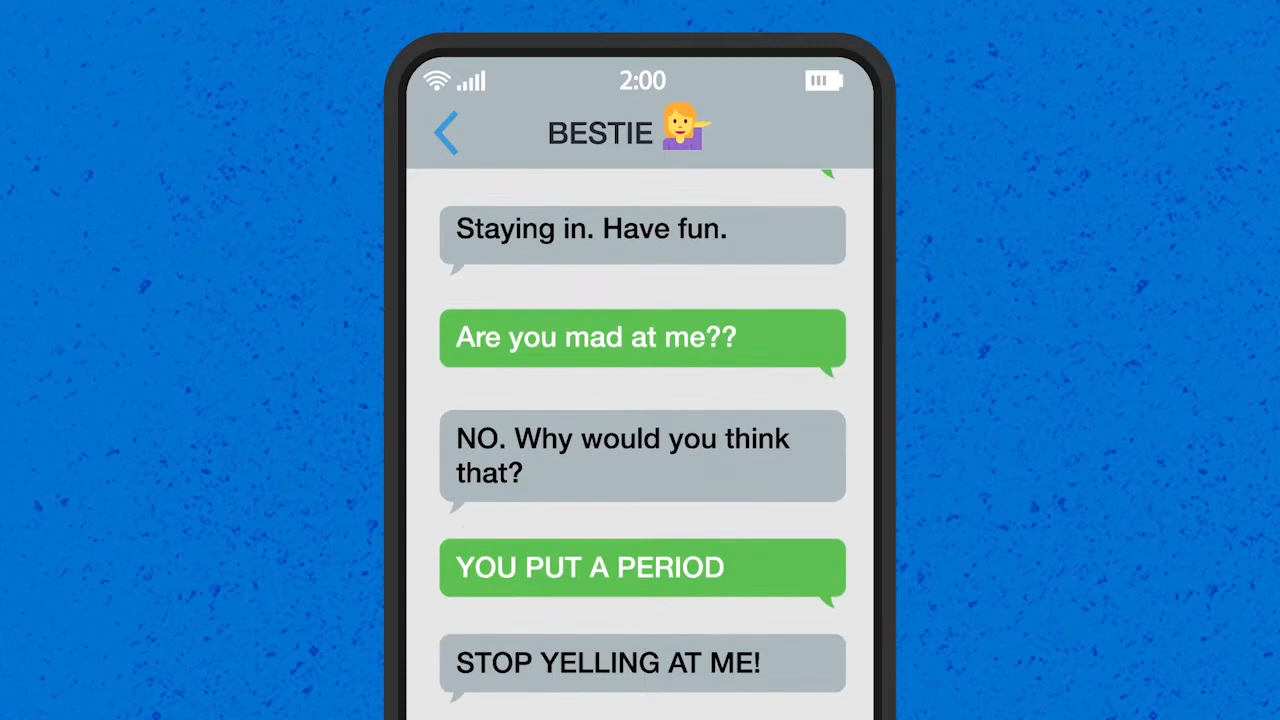 2:00
BESTIE
Staying in. Have fun.
Are you mad at me??
NO. Why would you think
that?
YOU PUT A PERIOD
STOP YELLING AT ME!